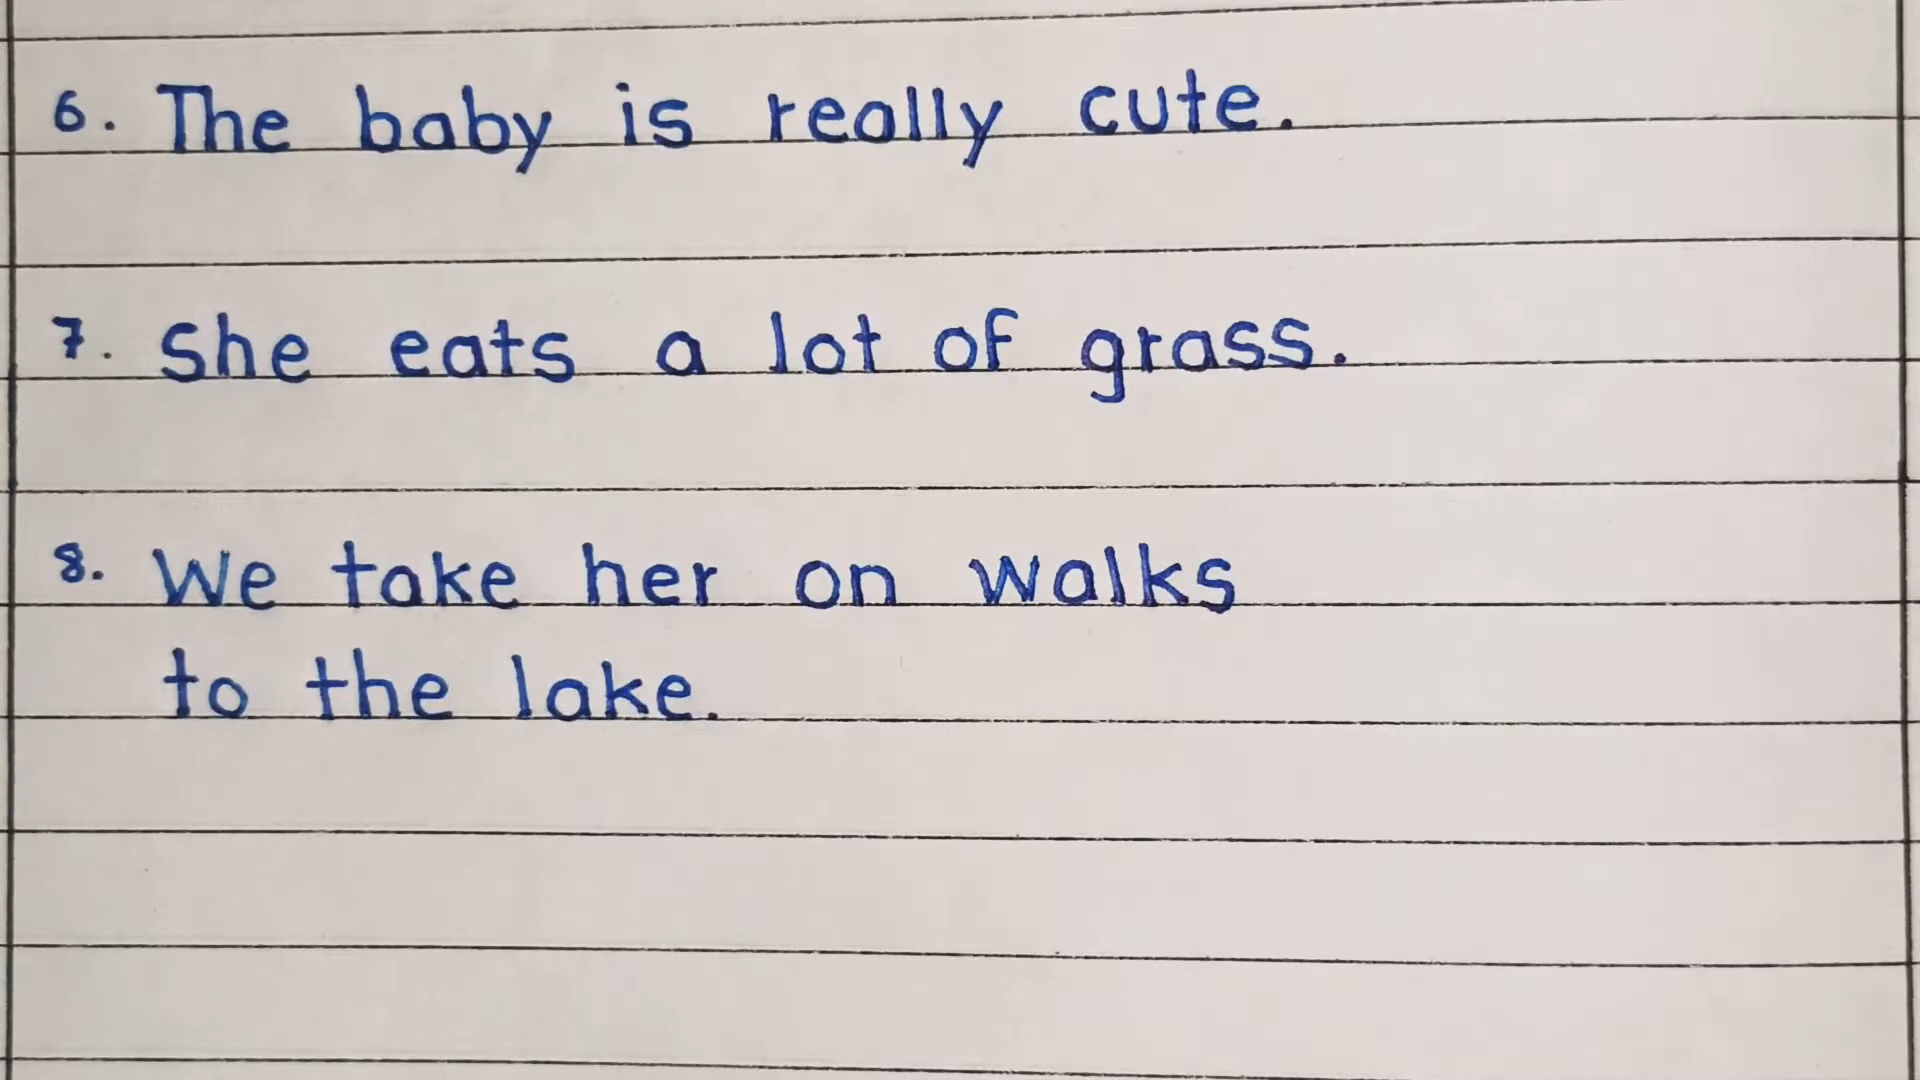 6. The baby is really cute.
7. She eats a lot of grass.
8. We take her on walks
to the lake.